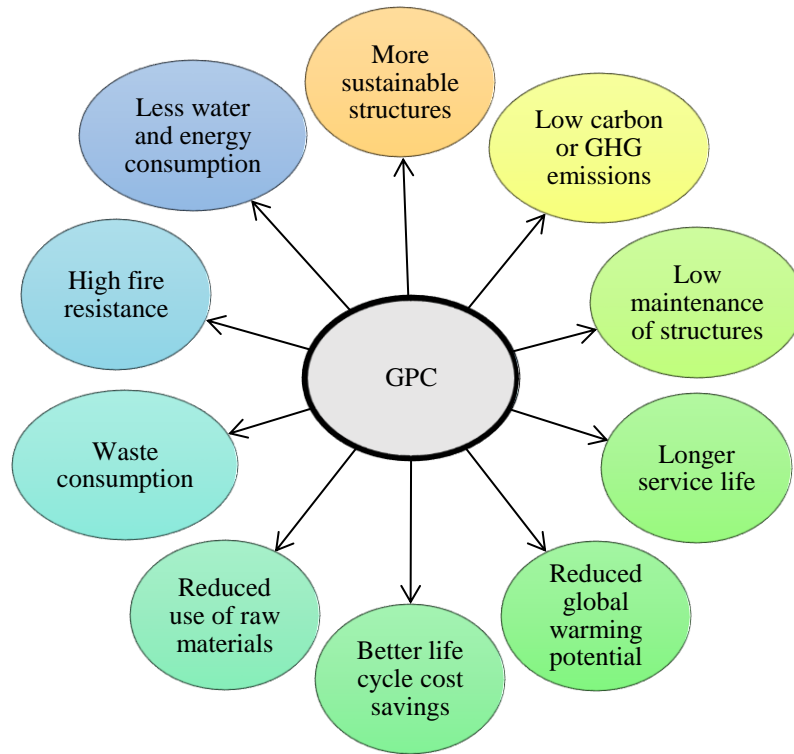 More
sustainable
structures
Low carbon
or GHG
emissions
Low
maintenance
of structures
Longer
service life
Reduced
global
warming
potential
Better life
cycle cost
savings
Reduced
use of raw
materials
Waste
consumption
High fire
resistance
Less water
and energy
consumption
GPC